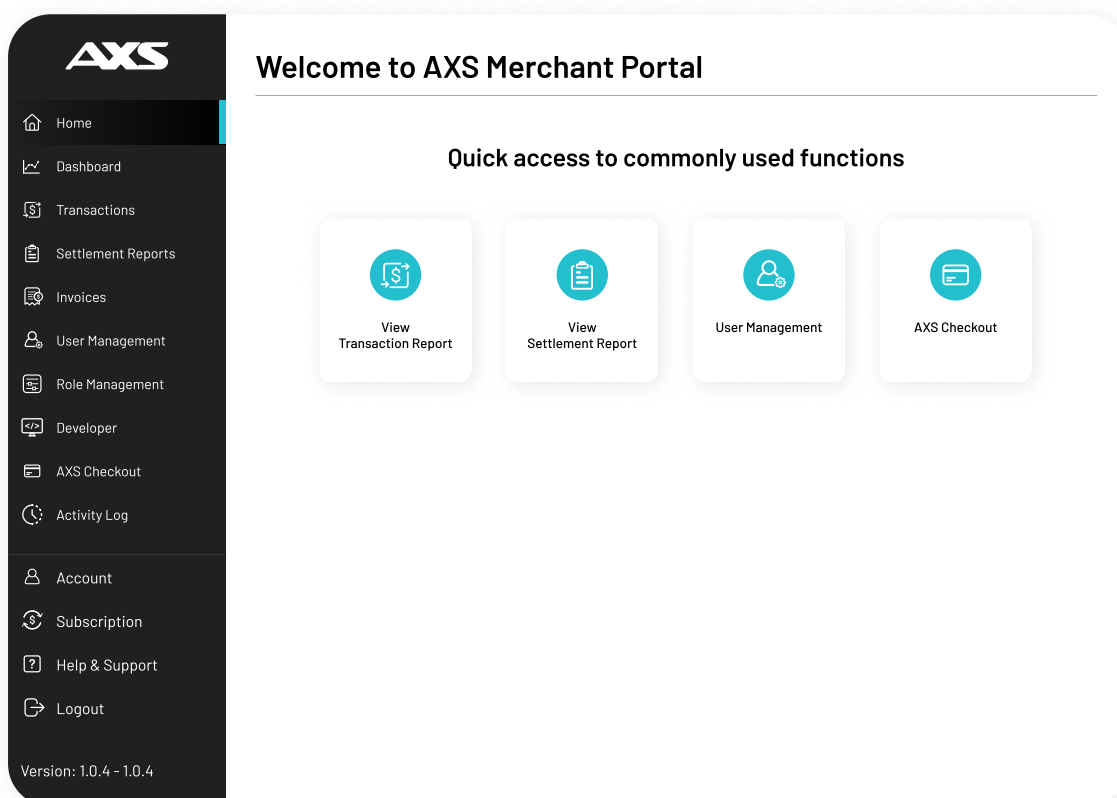 AXS
Home
Dashboard
Transactions
Settlement Reports
Invoices
User Management
Role Management
Developer
AXS Checkout
Activity Log
Account
Subscription
Help & Support
Logout
Version: 1.0.4 - 1.0.4
Welcome to AXS Merchant Portal
Quick access to commonly used functions
View
Transaction Report
View
Settlement Report
User Management
AXS Checkout